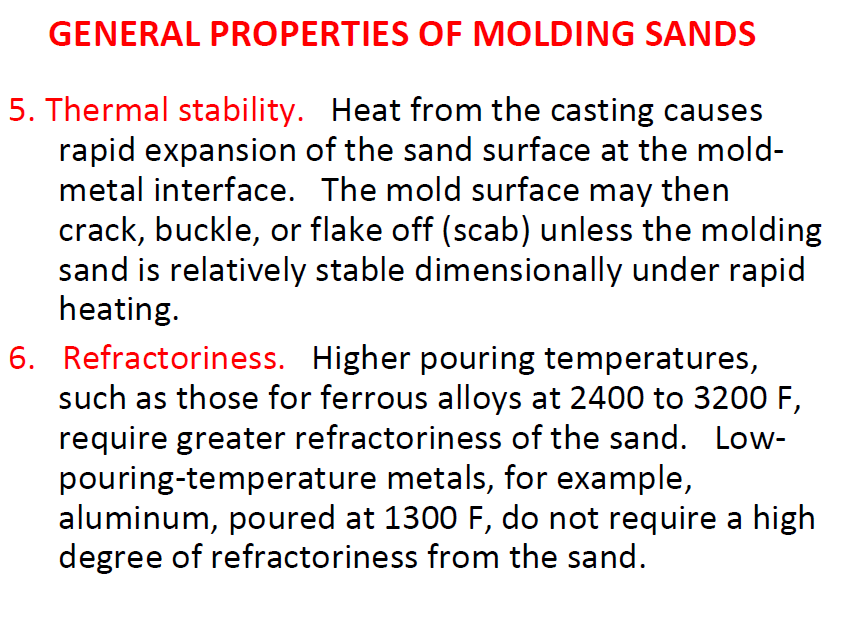 GENERAL PROPERTIES OF MOLDING SANDS
5. Thermal stability. Heat from the casting causes
rapid expansion of the sand surface at the mold-
metal interface. The mold surface may then
crack, buckle, or flake off (scab) unless the molding
sand is relatively stable dimensionally under rapid
heating.
6. Refractoriness. Higher pouring temperatures,
such as those for ferrous alloys at 2400 to 3200 F,
require greater refractoriness of the sand. Low-
pouring-temperature metals, for example,
aluminum, poured at 1300 F, do not require a high
degree of refractoriness from the sand.